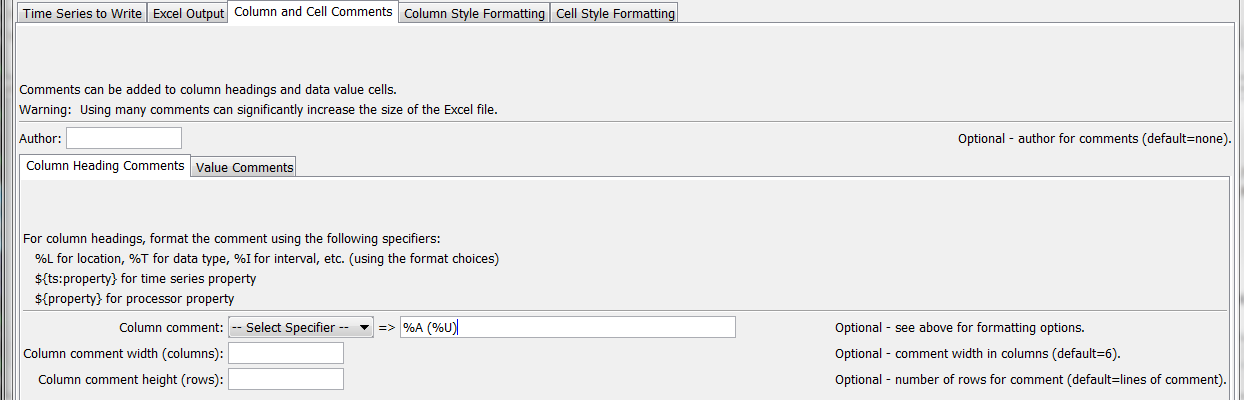 Time Series to Write Excel Output Column and Cell Comments Column Style Formatting Cell Style Formatting
Comments can be added to column headings and data value cells.
Warning:  Using many comments can significantly increase the size of the Excel file.
Author: Optional - author for comments (default=none).
Column Heading Comments Value Comments
For column headings, format the comment using the following specifiers:
%L for location, %T for data type, %I for interval, etc. (using the format choices)
${ts:property} for time series property
${property} for processor property
Column comment: -- Select Specifier -- => %A (%U) Optional - see above for formatting options.
Column comment width (columns): Optional - comment width in columns (default=6).
Column comment height (rows): Optional - number of rows for comment (default=lines of comment).